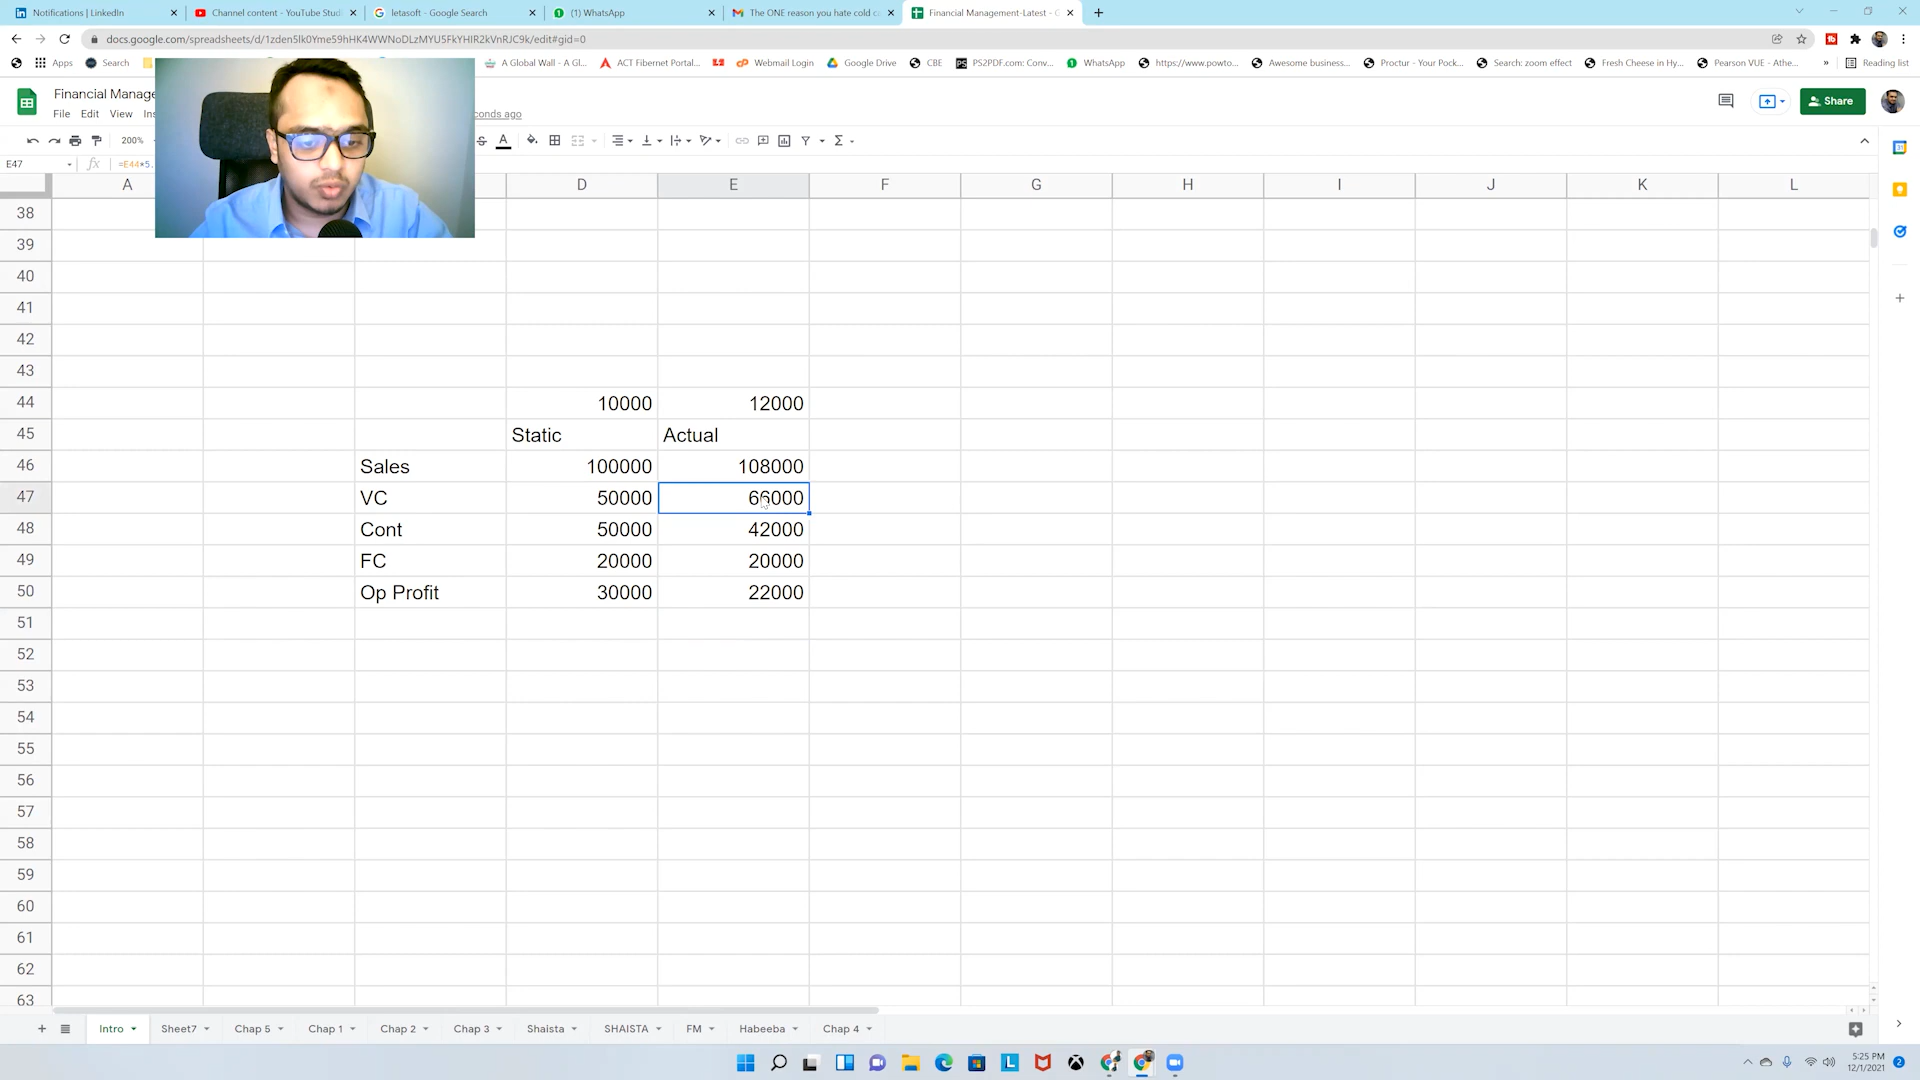 Notifications | LinkedIn
Channel content - YouTube Stud
letasoft - Google Search
(1) WhatsApp
The ONE reason you hate cold c
Financial Management-Latest - G
docs.google.com/spreadsheets/d/1zden5lk0Yme59hHK4WWNoDLzMYU5FkYHIR2kVnRJC9k/edit#gid=0
Apps
Search
A Global Wall - A Gl...
ACT Fibernet Portal...
Webmail Login
Google Drive
CBE
PS2PDF.com: Conv...
WhatsApp
https://www.powto...
Awesome business...
Proctur - Your Pock...
Search: zoom effect
Fresh Cheese in Hy...
Pearson VUE - Athe...
»
Reading list
Financial Manage
File Edit View Ins
conds ago
Share
200%
E47
fx
=E44*5.
A D E F G H I J K L
38
39
40
41
42
43
44 10000 12000
45 Static Actual
46 Sales 100000 108000
47 VC 50000 66000
48 Cont 50000 42000
49 FC 20000 20000
50 Op Profit 30000 22000
51
52
53
54
55
56
57
58
59
60
61
62
63
Intro Sheet7 Chap 5 Chap 1 Chap 2 Chap 3 Shaista SHAISTA FM Habeeba Chap 4
5:25 PM
12/1/2021
2